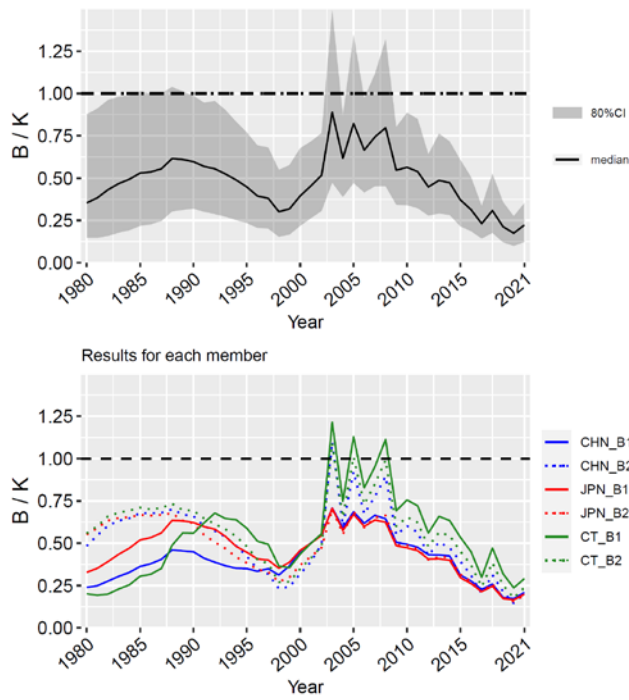 1.25
1.00
0.75
0.50
0.25
0.00
B / K
1980
1985
1990
1995
2000
2005
2010
2015
2021
Year
80%CI
median
Results for each member
1.25
1.00
0.75
0.50
0.25
0.00
B / K
1980
1985
1990
1995
2000
2005
2010
2015
2021
Year
CHN_B1
CHN_B2
JPN_B1
JPN_B2
CT_B1
CT_B2